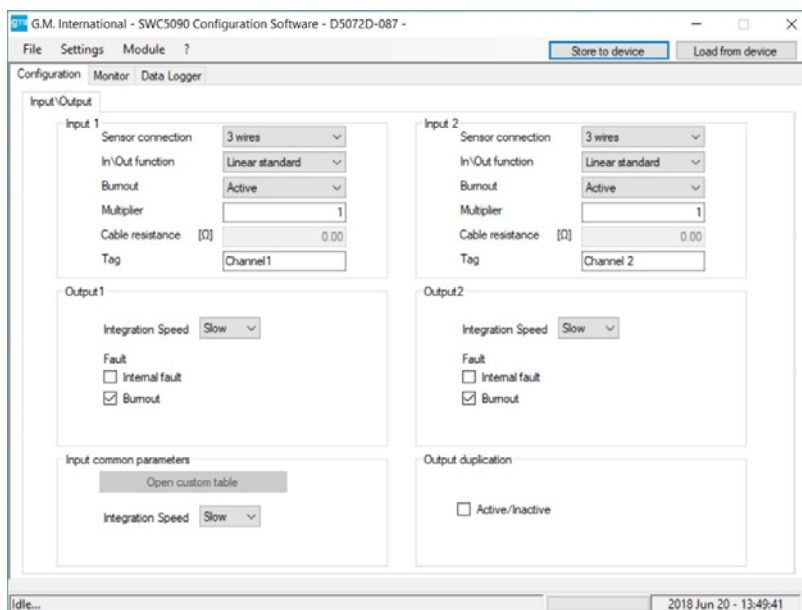 G.M. International - SWC5090 Configuration Software - D5072D-087 -
File Settings Module ? Store to device Load from device
Configuration Monitor Data Logger
Input\Output
Input 1
Sensor connection 3 wires
In\Out function Linear standard
Burnout Active
Multiplier 1
Cable resistance [Ω] 0.00
Tag Channel1
Input 2
Sensor connection 3 wires
In\Out function Linear standard
Burnout Active
Multiplier 1
Cable resistance [Ω] 0.00
Tag Channel 2
Output1
Integration Speed Slow
Fault
Internal fault
Burnout
Output2
Integration Speed Slow
Fault
Internal fault
Burnout
Input common parameters
Open custom table
Integration Speed Slow
Output duplication
Active/Inactive
Idle... 2018 Jun 20 - 13:49:41